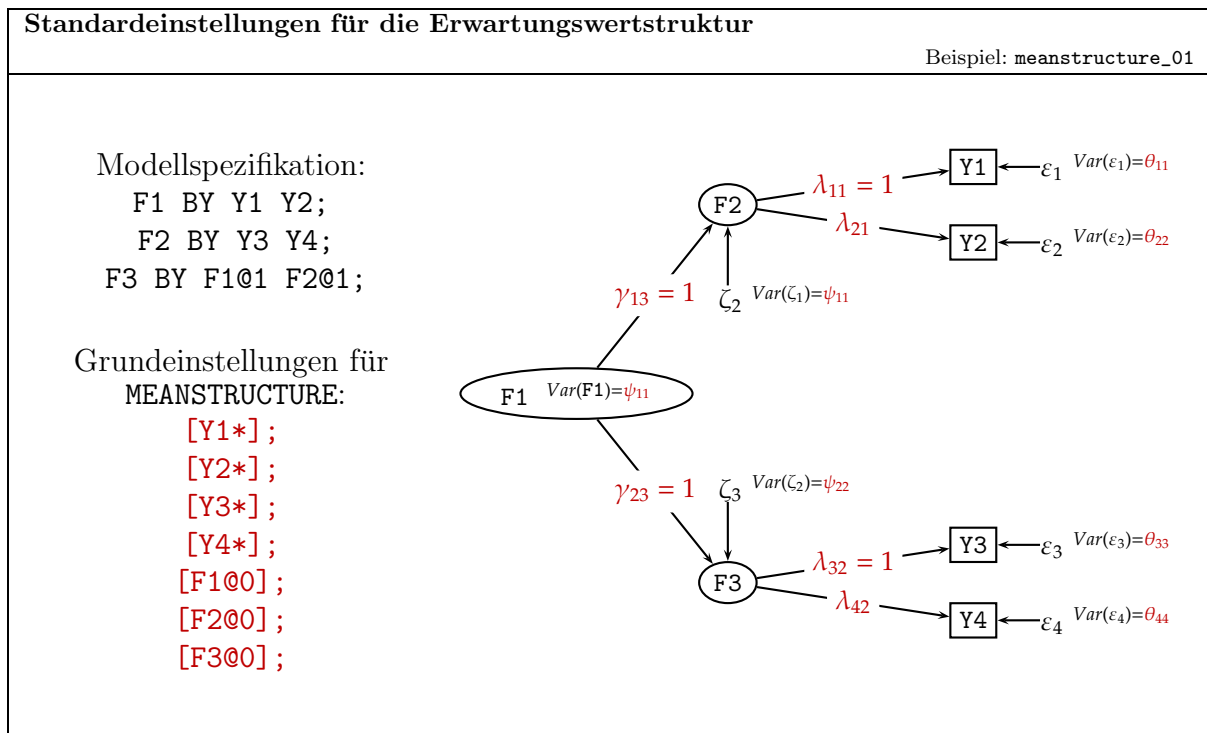 Standardeinstellungen für die Erwartungswertstruktur
Beispiel: meanstructure_01
Modellspezifikation:
F1 BY Y1 Y2;
F2 BY Y3 Y4;
F3 BY F1@1 F2@1;
Grundeinstellungen für
MEANSTRUCTURE:
[Y1*];
[Y2*];
[Y3*];
[Y4*];
[F1@0];
[F2@0];
[F3@0];
Y1 ε₁ Var(ε₁)=θ₁₁
λ₁₁ = 1
F2
λ₂₁
Y2 ε₂ Var(ε₂)=θ₂₂
γ₁₃ = 1 ζ₂ Var(ζ₁)=ψ₁₁
F1 Var(F1)=ψ₁₁
γ₂₃ = 1 ζ₃ Var(ζ₂)=ψ₂₂
Y3 ε₃ Var(ε₃)=θ₃₃
λ₃₂ = 1
F3
λ₄₂
Y4 ε₄ Var(ε₄)=θ₄₄